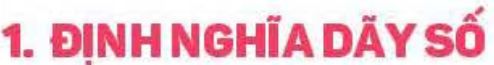 1. ĐỊNH NGHĨA DÃY SỐ